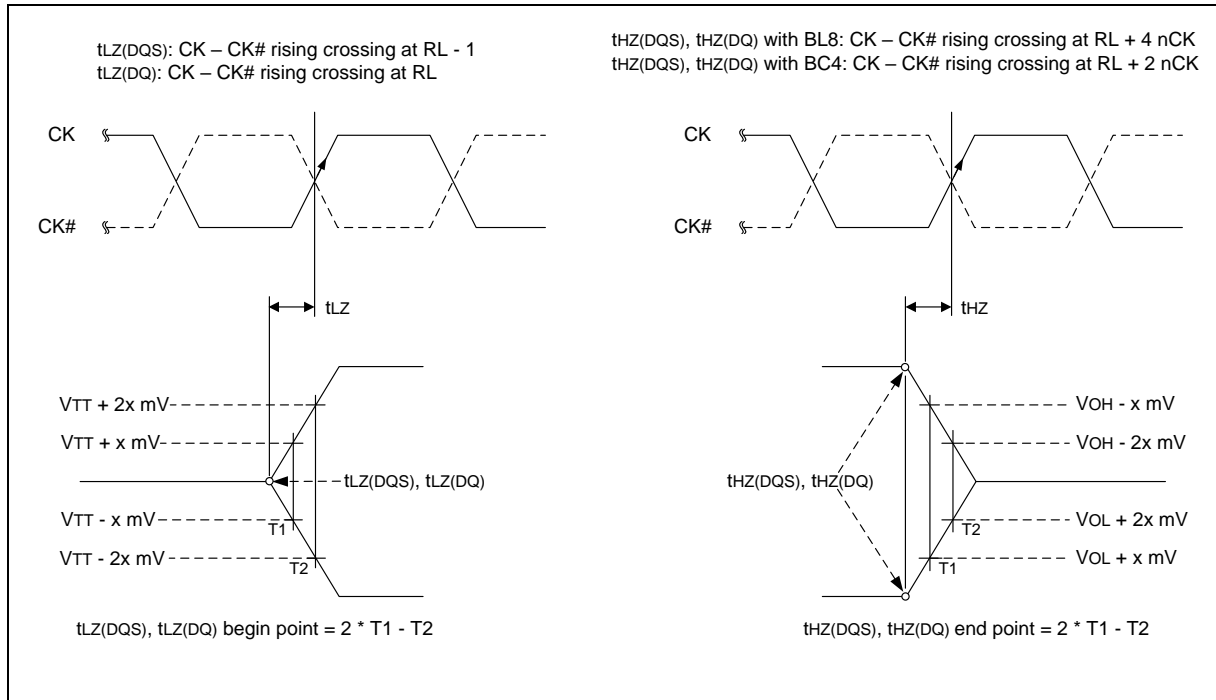 tLZ(DQS): CK – CK# rising crossing at RL - 1
tLZ(DQ): CK – CK# rising crossing at RL
CK
CK#
tLZ
VTT + 2x mV
VTT + x mV
tLZ(DQS), tLZ(DQ)
VTT - x mV
T1
VTT - 2x mV
T2
tLZ(DQS), tLZ(DQ) begin point = 2 * T1 - T2
tHZ(DQS), tHZ(DQ) with BL8: CK – CK# rising crossing at RL + 4 nCK
tHZ(DQS), tHZ(DQ) with BC4: CK – CK# rising crossing at RL + 2 nCK
CK
CK#
tHZ
VOH - x mV
VOH - 2x mV
tHZ(DQS), tHZ(DQ)
T2
VOL + 2x mV
T1
VOL + x mV
tHZ(DQS), tHZ(DQ) end point = 2 * T1 - T2